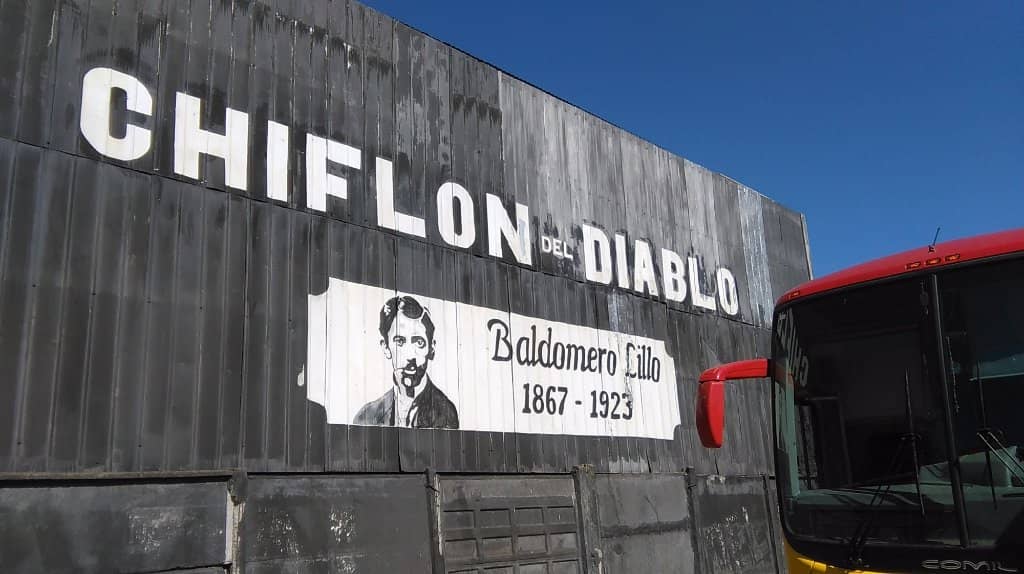 CHIFLON DEL DIABLO
Baldomero Lillo
1867 - 1923
COMIL